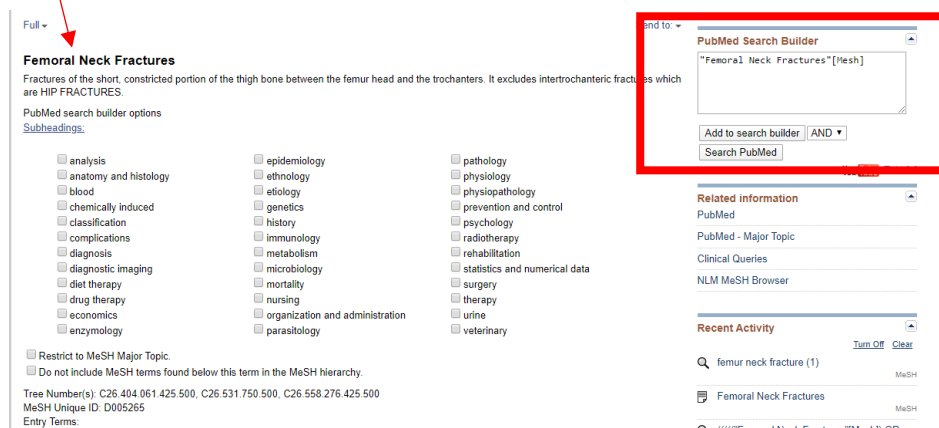 Full
end to:
Femoral Neck Fractures
Fractures of the short, constricted portion of the thigh bone between the femur head and the trochanters. It excludes intertrochanteric fractures which
are HIP FRACTURES.
PubMed search builder options
Subheadings:
analysis
anatomy and histology
blood
chemically induced
classification
complications
diagnosis
diagnostic imaging
diet therapy
drug therapy
economics
enzymology
epidemiology
ethnology
etiology
genetics
history
immunology
metabolism
microbiology
mortality
nursing
organization and administration
parasitology
pathology
physiology
physiopathology
prevention and control
psychology
radiotherapy
rehabilitation
statistics and numerical data
surgery
therapy
urine
veterinary
Restrict to MeSH Major Topic.
Do not include MeSH terms found below this term in the MeSH hierarchy.
Tree Number(s): C26.404.061.425.500, C26.531.750.500, C26.558.276.425.500
MeSH Unique ID: D005265
Entry Terms:
PubMed Search Builder
"Femoral Neck Fractures"[Mesh]
Add to search builder AND
Search PubMed
Related information
PubMed
PubMed - Major Topic
Clinical Queries
NLM MeSH Browser
Recent Activity
Turn Off Clear
femur neck fracture (1)
MeSH
Femoral Neck Fractures
MeSH